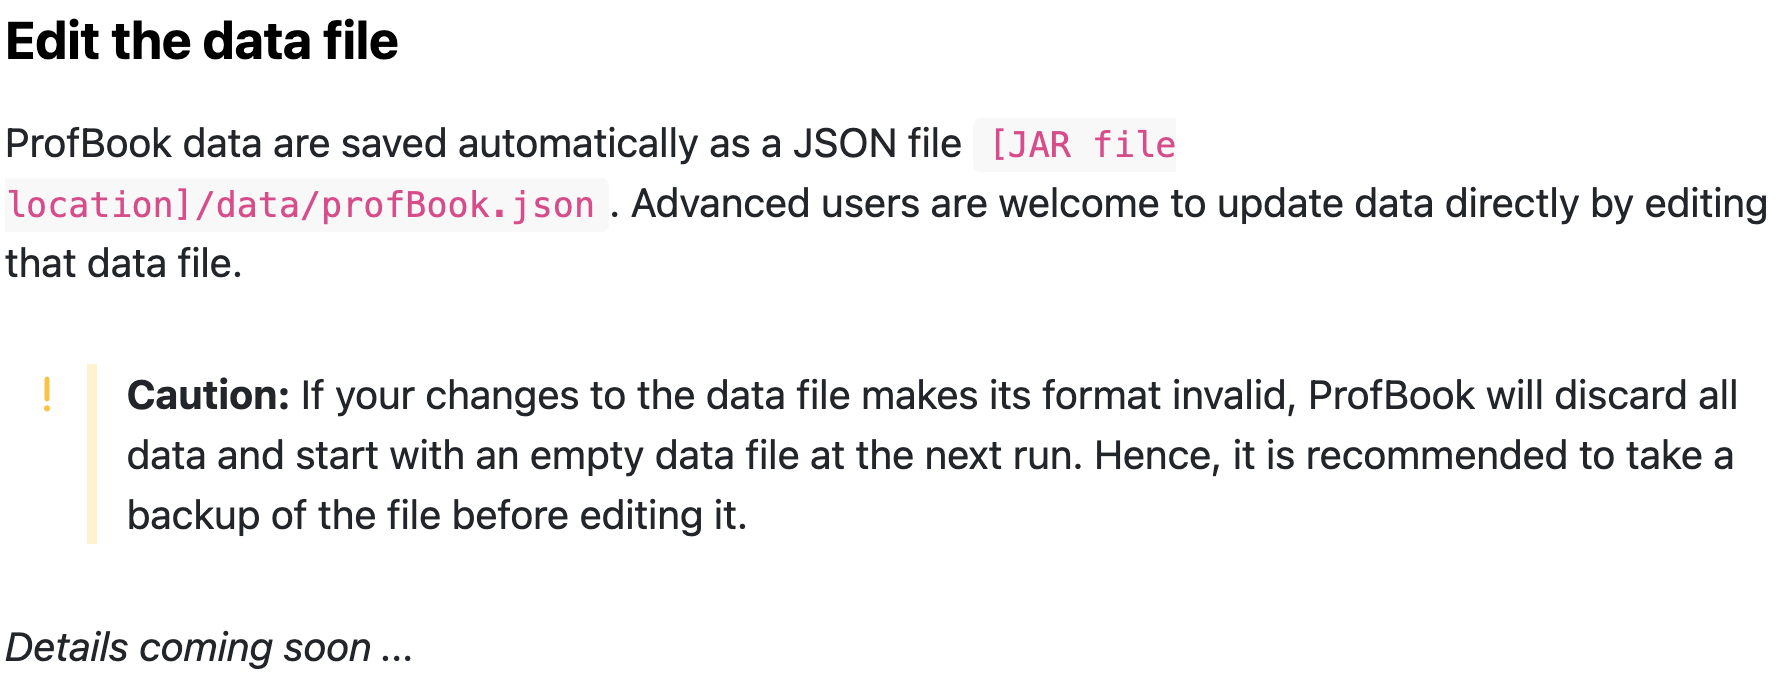 Edit the data file
ProfBook data are saved automatically as a JSON file [JAR file
location]/data/profBook.json . Advanced users are welcome to update data directly by editing
that data file.
! Caution: If your changes to the data file makes its format invalid, ProfBook will discard all
data and start with an empty data file at the next run. Hence, it is recommended to take a
backup of the file before editing it.
Details coming soon ...